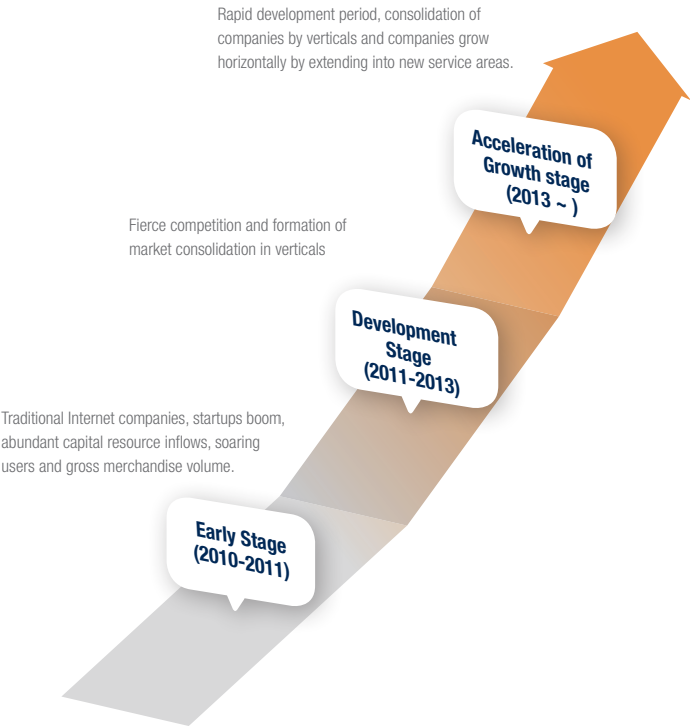 Rapid development period, consolidation of
companies by verticals and companies grow
horizontally by extending into new service areas.
Acceleration of
Growth stage
(2013 ~ )
Fierce competition and formation of
market consolidation in verticals
Development
Stage
(2011-2013)
Traditional Internet companies, startups boom,
abundant capital resource inflows, soaring
users and gross merchandise volume.
Early Stage
(2010-2011)